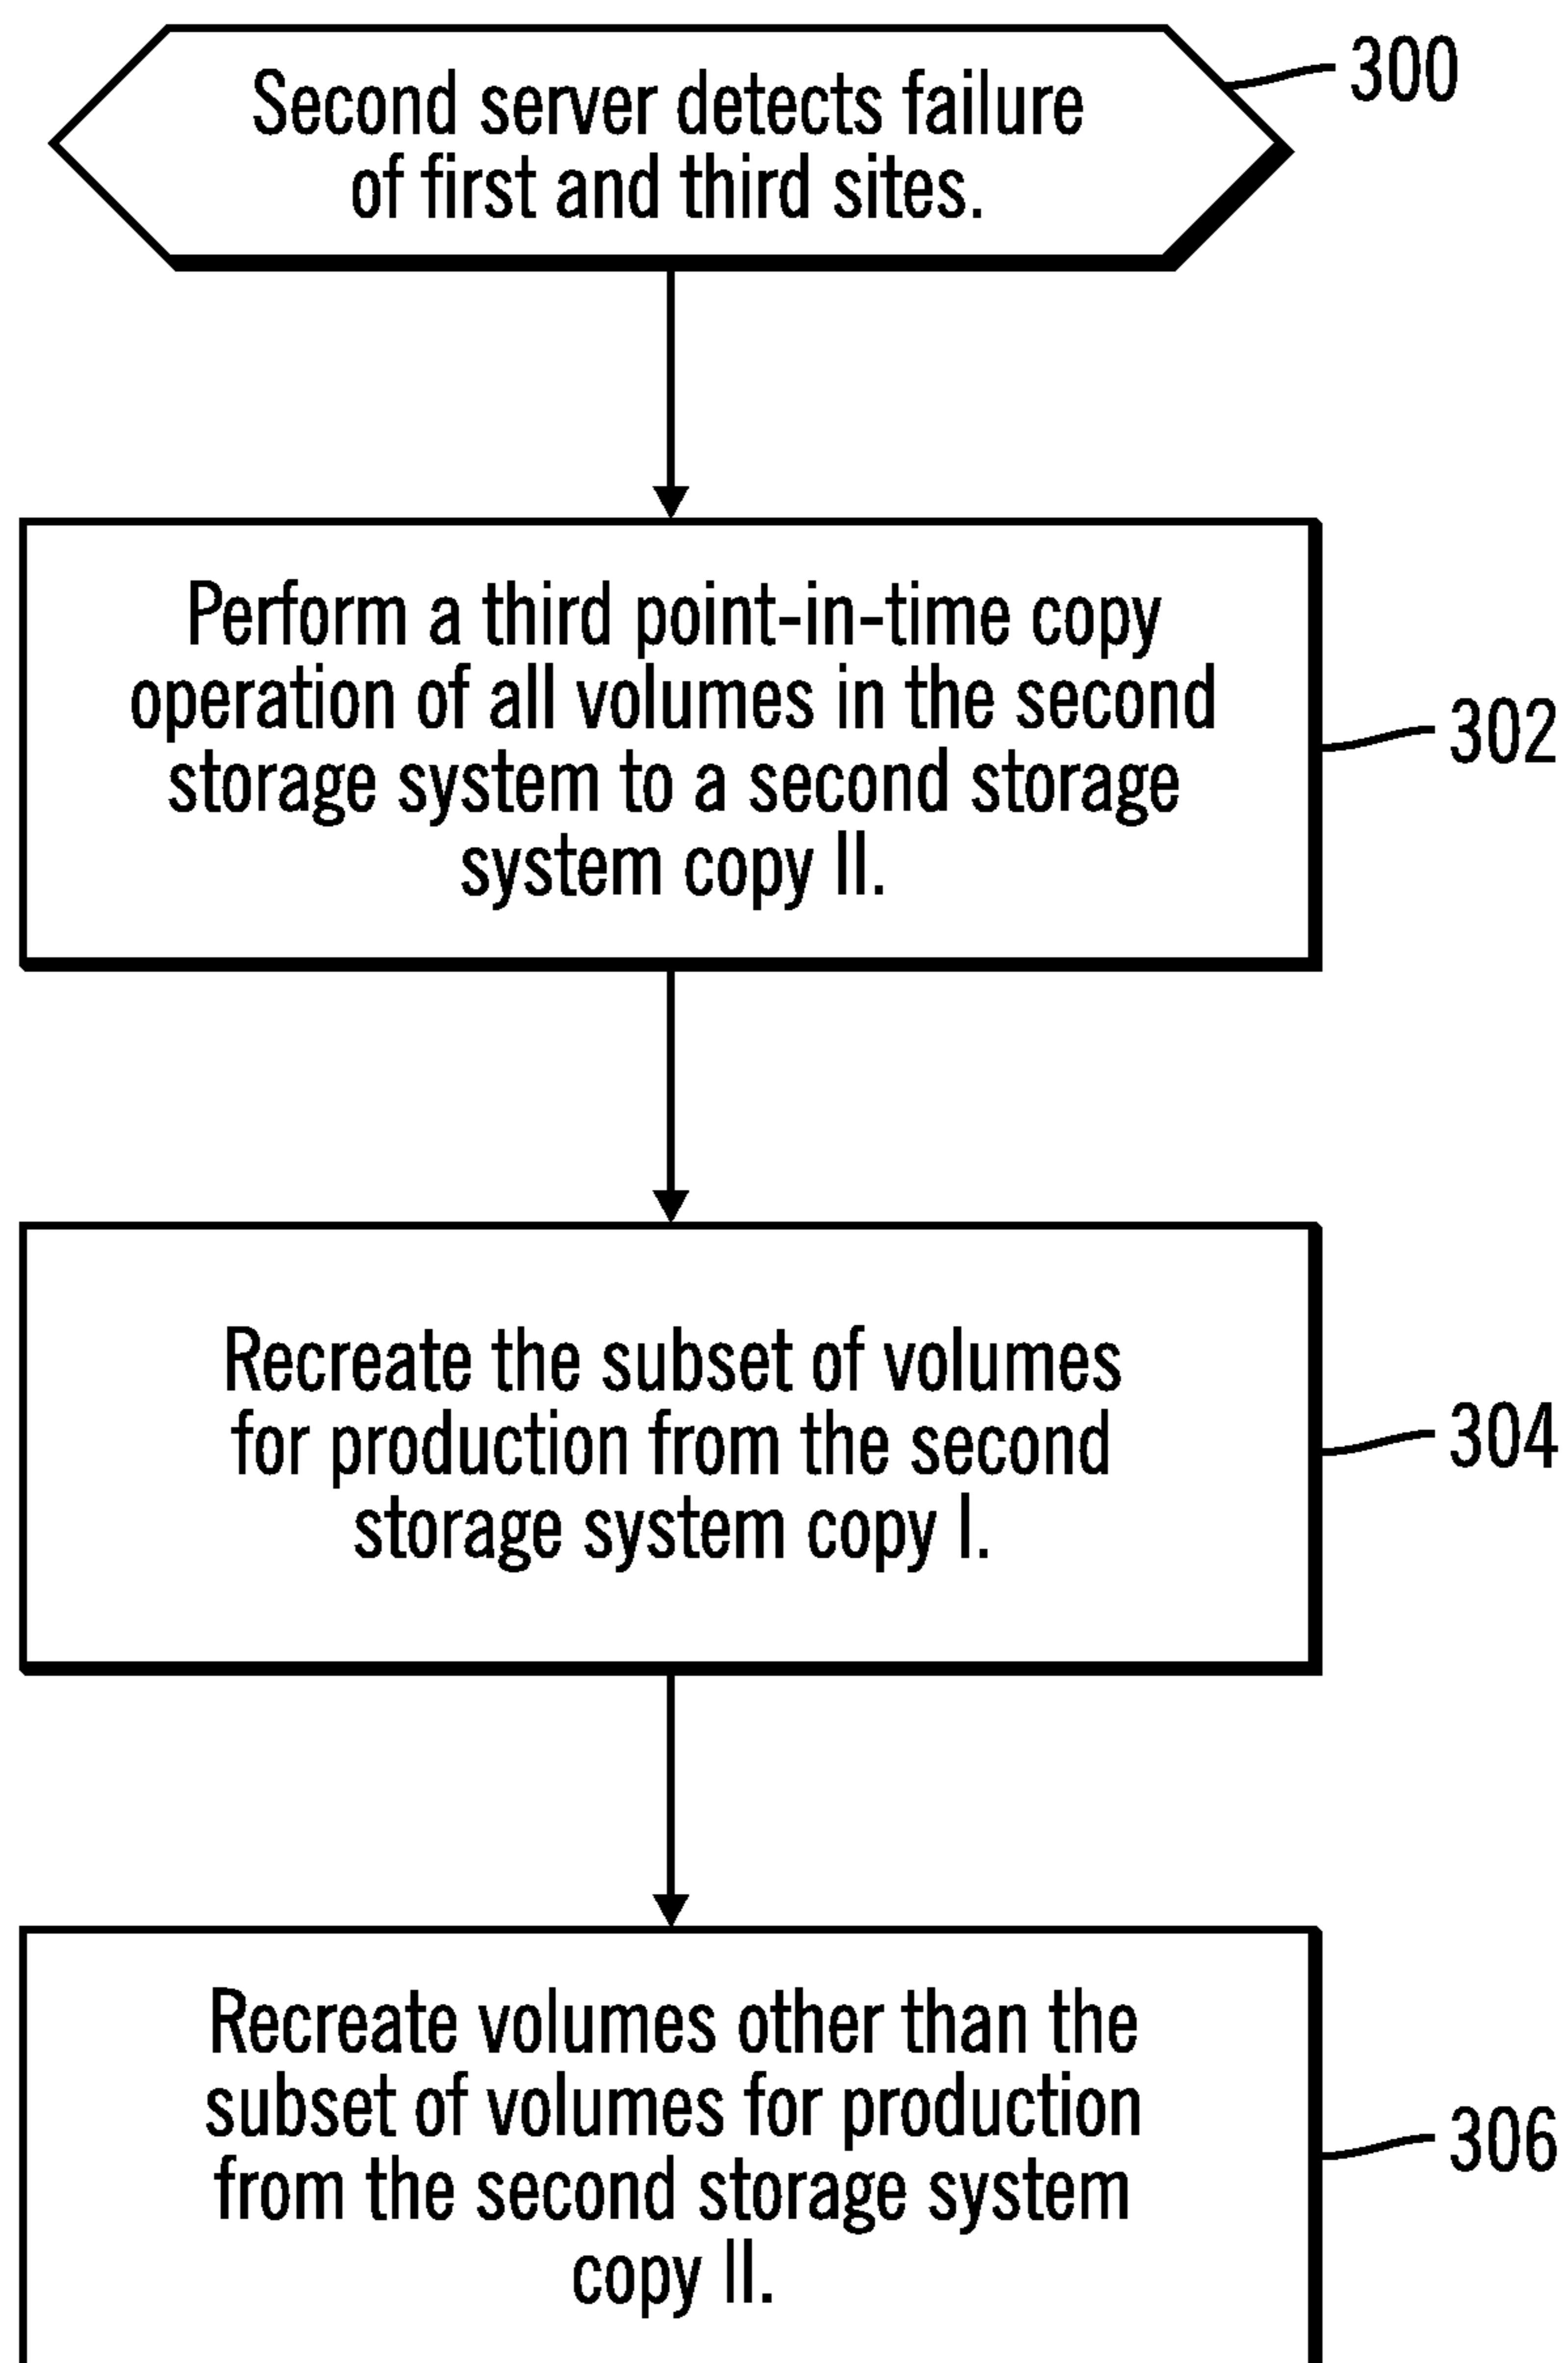 Second server detects failure
of first and third sites.
300
Perform a third point-in-time copy
operation of all volumes in the second
storage system to a second storage
system copy II.
302
Recreate the subset of volumes
for production from the second
storage system copy I.
304
Recreate volumes other than the
subset of volumes for production
from the second storage system
copy II.
306